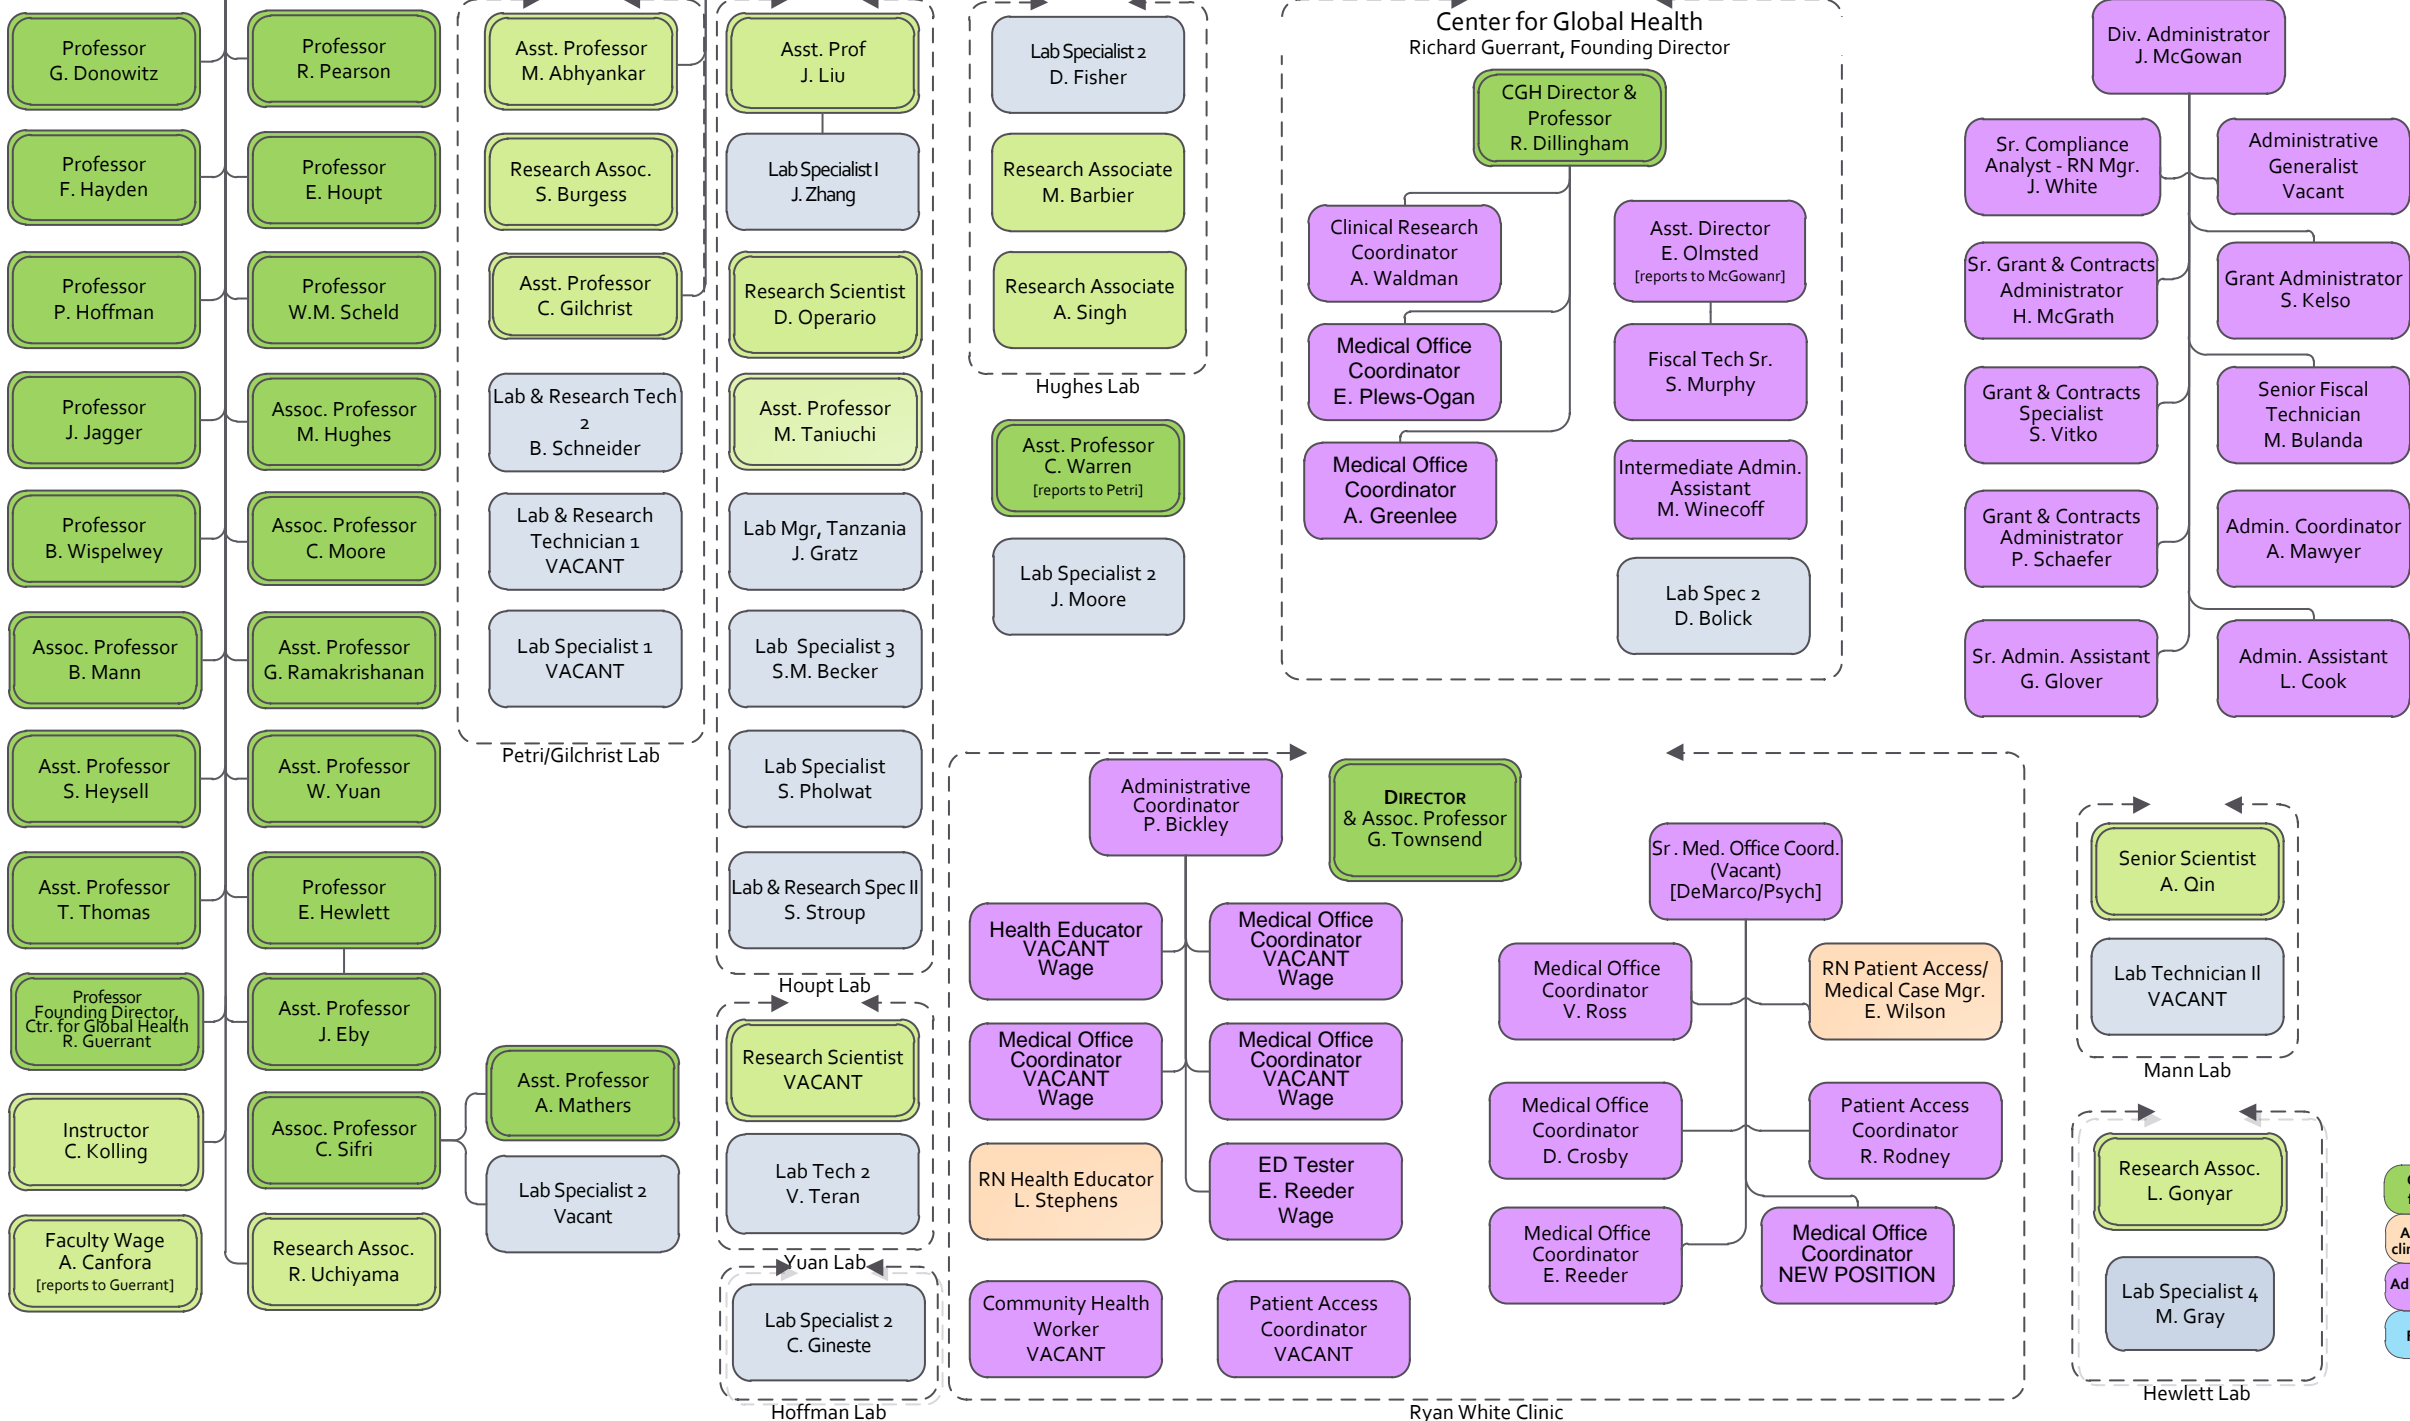 Professor
G. Donowitz
Professor
R. Pearson
Professor
F. Hayden
Professor
E. Houpt
Professor
P. Hoffman
Professor
W.M. Scheld
Professor
J. Jagger
Assoc. Professor
M. Hughes
Professor
B. Wispelwey
Assoc. Professor
C. Moore
Assoc. Professor
B. Mann
Asst. Professor
G. Ramakrishanan
Asst. Professor
S. Heysell
Asst. Professor
W. Yuan
Asst. Professor
T. Thomas
Professor
E. Hewlett
Professor
Founding Director,
Ctr. for Global Health
R. Guerrant
Asst. Professor
J. Eby
Instructor
C. Kolling
Assoc. Professor
C. Sifri
Asst. Professor
A. Mathers
Lab Specialist 2
Vacant
Faculty Wage
A. Canfora
[reports to Guerrant]
Research Assoc.
R. Uchiyama
Asst. Professor
M. Abhyankar
Research Assoc.
S. Burgess
Asst. Professor
C. Gilchrist
Lab & Research Tech
2
B. Schneider
Lab & Research
Technician 1
VACANT
Lab Specialist 1
VACANT
Petri/Gilchrist Lab
Asst. Prof
J. Liu
Lab Specialist I
J. Zhang
Research Scientist
D. Operario
Asst. Professor
M. Taniuchi
Lab Mgr, Tanzania
J. Gratz
Lab Specialist 3
S.M. Becker
Lab Specialist
S. Pholwat
Lab & Research Spec II
S. Stroup
Houpt Lab
Research Scientist
VACANT
Lab Tech 2
V. Teran
Yuan Lab
Lab Specialist 2
C. Gineste
Hoffman Lab
Lab Specialist 2
D. Fisher
Research Associate
M. Barbier
Research Associate
A. Singh
Hughes Lab
Asst. Professor
C. Warren
[reports to Petri]
Lab Specialist 2
J. Moore
Center for Global Health
Richard Guerrant, Founding Director
CGH Director &
Professor
R. Dillingham
Clinical Research
Coordinator
A. Waldman
Asst. Director
E. Olmsted
[reports to McGowanr]
Medical Office
Coordinator
E. Plews-Ogan
Fiscal Tech Sr.
S. Murphy
Medical Office
Coordinator
A. Greenlee
Intermediate Admin.
Assistant
M. Winecoff
Lab Spec 2
D. Bolick
Div. Administrator
J. McGowan
Sr. Compliance
Analyst - RN Mgr.
J. White
Administrative
Generalist
Vacant
Sr. Grant & Contracts
Administrator
H. McGrath
Grant Administrator
S. Kelso
Grant & Contracts
Specialist
S. Vitko
Senior Fiscal
Technician
M. Bulanda
Grant & Contracts
Administrator
P. Schaefer
Admin. Coordinator
A. Mawyer
Sr. Admin. Assistant
G. Glover
Admin. Assistant
L. Cook
Administrative
Coordinator
P. Bickley
DIRECTOR
& Assoc. Professor
G. Townsend
Sr . Med. Office Coord.
(Vacant)
[DeMarco/Psych]
Health Educator
VACANT
Wage
Medical Office
Coordinator
VACANT
Wage
Medical Office
Coordinator
VACANT
Wage
Medical Office
Coordinator
VACANT
Wage
RN Health Educator
L. Stephens
ED Tester
E. Reeder
Wage
Community Health
Worker
VACANT
Patient Access
Coordinator
VACANT
Medical Office
Coordinator
V. Ross
RN Patient Access/
Medical Case Mgr.
E. Wilson
Medical Office
Coordinator
D. Crosby
Patient Access
Coordinator
R. Rodney
Medical Office
Coordinator
E. Reeder
Medical Office
Coordinator
NEW POSITION
Ryan White Clinic
Senior Scientist
A. Qin
Lab Technician II
VACANT
Mann Lab
Research Assoc.
L. Gonyar
Lab Specialist 4
M. Gray
Hewlett Lab